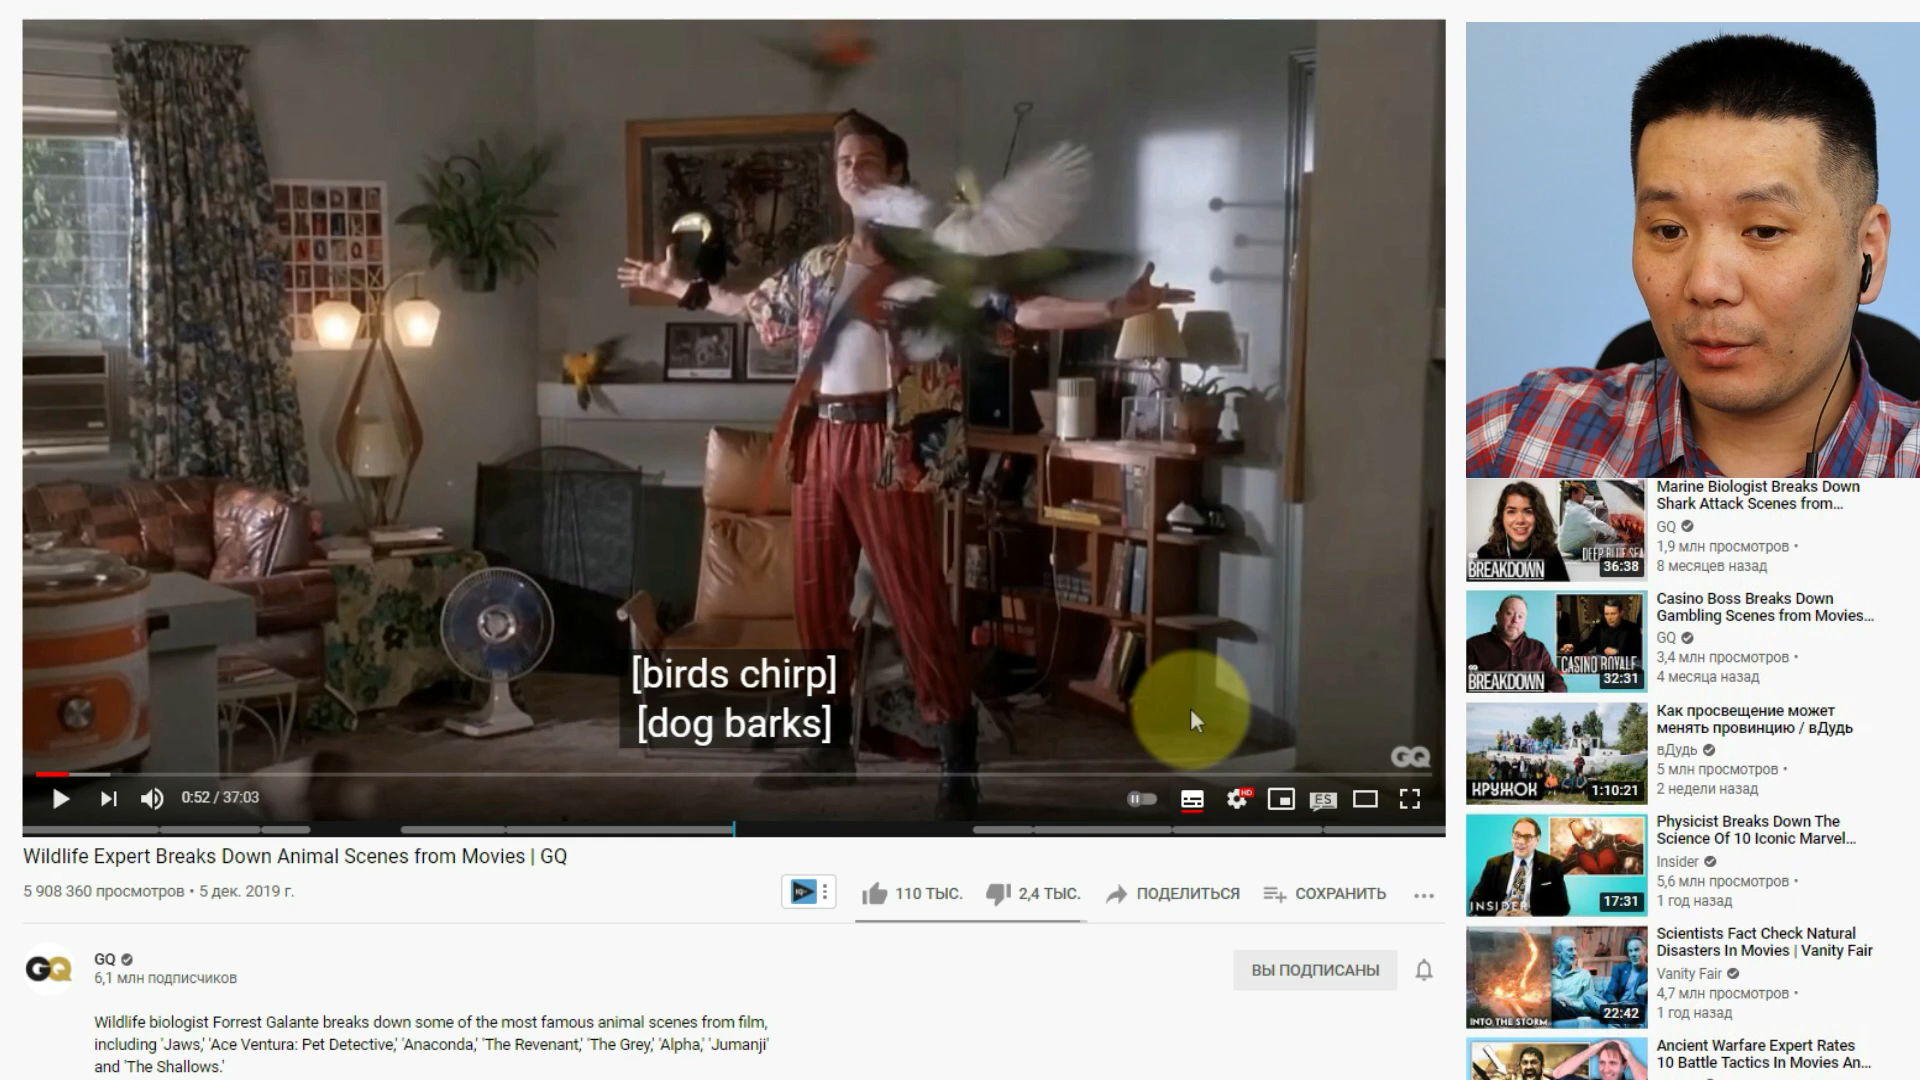 [birds chirp]
[dog barks]
GQ
0:52 / 37:03
HD
ES
Wildlife Expert Breaks Down Animal Scenes from Movies | GQ
5 908 360 просмотров • 5 дек. 2019 г.
110 ТЫС.
2,4 ТЫС.
ПОДЕЛИТЬСЯ
СОХРАНИТЬ
GQ
GQ
6,1 млн подписчиков
ВЫ ПОДПИСАНЫ
Wildlife biologist Forrest Galante breaks down some of the most famous animal scenes from film,
including 'Jaws,' 'Ace Ventura: Pet Detective,' 'Anaconda,' 'The Revenant,' 'The Grey,' 'Alpha,' 'Jumanji'
and 'The Shallows.'
DEEP BLUE SEA
BREAKDOWN
36:38
Marine Biologist Breaks Down
Shark Attack Scenes from...
GQ
1,9 млн просмотров •
8 месяцев назад
CASINO ROYALE
BREAKDOWN
32:31
Casino Boss Breaks Down
Gambling Scenes from Movies...
GQ
3,4 млн просмотров •
4 месяца назад
КРУЖОК
1:10:21
Как просвещение может
менять провинцию / вДудь
вДудь
5 млн просмотров •
2 недели назад
INSIDER
17:31
Physicist Breaks Down The
Science Of 10 Iconic Marvel...
Insider
5,6 млн просмотров •
1 год назад
INTO THE STORM
22:42
Scientists Fact Check Natural
Disasters In Movies | Vanity Fair
Vanity Fair
4,7 млн просмотров •
1 год назад
Ancient Warfare Expert Rates
10 Battle Tactics In Movies An...